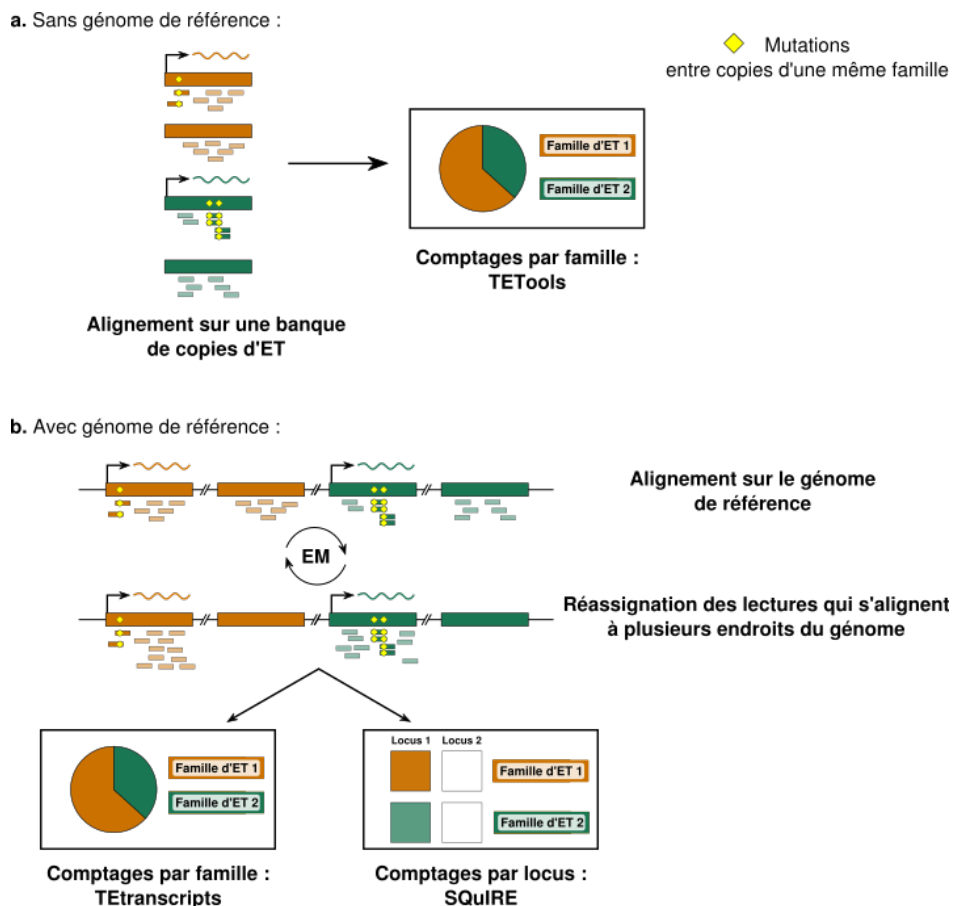 a. Sans génome de référence :
Mutations
entre copies d'une même famille
Famille d'ET 1
Famille d'ET 2
Comptages par famille :
TETools
Alignement sur une banque
de copies d'ET
b. Avec génome de référence :
Alignement sur le génome
de référence
EM
Réassignation des lectures qui s'alignent
à plusieurs endroits du génome
Famille d'ET 1
Famille d'ET 2
Comptages par famille :
TEtranscripts
Locus 1 Locus 2
Famille d'ET 1
Famille d'ET 2
Comptages par locus :
SQuIRE